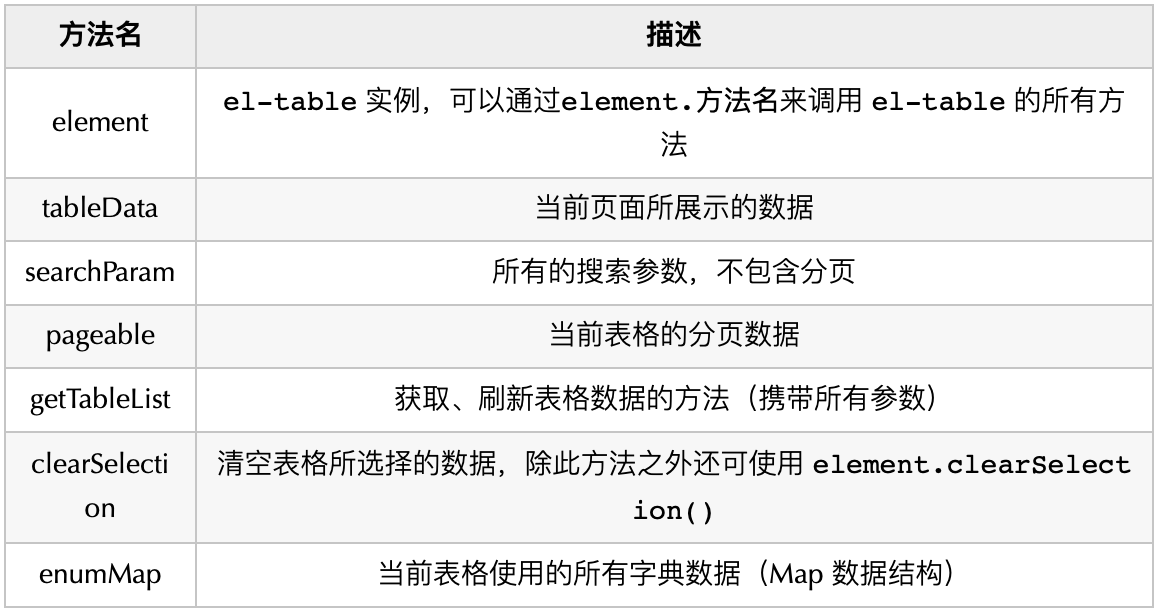 方法名
描述
element
el-table 实例，可以通过element.方法名来调用 el-table 的所有方
法
tableData
当前页面所展示的数据
searchParam
所有的搜索参数，不包含分页
pageable
当前表格的分页数据
getTableList
获取、刷新表格数据的方法（携带所有参数）
clearSelecti
on
清空表格所选择的数据，除此方法之外还可使用 element.clearSelect
ion()
enumMap
当前表格使用的所有字典数据（Map 数据结构）